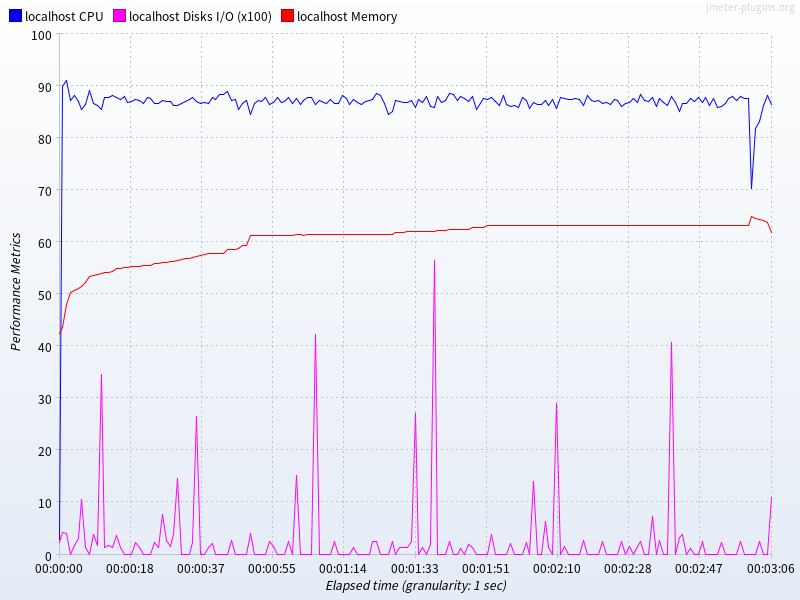 jmeter-plugins.org
localhost CPU localhost Disks I/O (x100) localhost Memory
100
90
80
70
60
50
40
30
20
10
0
Performance Metrics
00:00:00 00:00:18 00:00:37 00:00:55 00:01:14 00:01:33 00:01:51 00:02:10 00:02:28 00:02:47 00:03:06
Elapsed time (granularity: 1 sec)